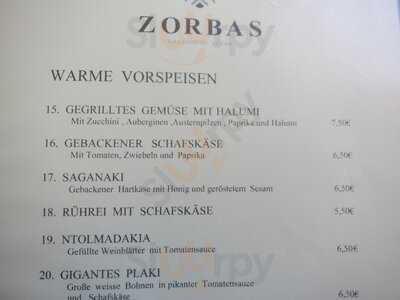 ZORBAS
WARME VORSPEISEN
15. GEGRILLTES GEMÜSE MIT HALUMI
Mit Zucchini , Auberginen ,Austernpilzen , Paprika und Halumi 7,50€
16. GEBACKENER SCHAFSKÄSE
Mit Tomaten, Zwiebeln und Paprika 6,50€
17. SAGANAKI
Gebackener Hartkäse mit Honig und geröstetem Sesam 6,50€
18. RÜHREI MIT SCHAFSKÄSE 5,50€
19. NTOLMADAKIA
Gefüllte Weinblätter mit Tomatensauce 6,50€
20. GIGANTES PLAKI
Große weisse Bohnen in pikanter Tomatensauce
und Schafskäse 6,50€